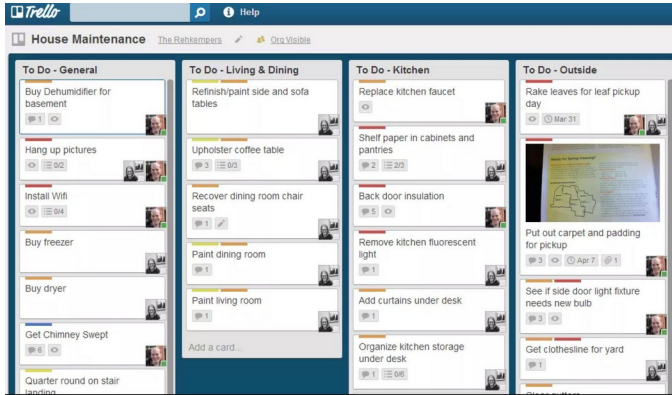 Trello
Help
House Maintenance
The Rehkempers
Org Visible
To Do - General
Buy Dehumidifier for
basement
1
Hang up pictures
0/2
Install Wifi
0/4
Buy freezer
Buy dryer
Get Chimney Swept
6
Quarter round on stair
landing
To Do - Living & Dining
Refinish/paint side and sofa
tables
Upholster coffee table
3 0/3
Recover dining room chair
seats
1
Paint dining room
1
Paint living room
1
Add a card...
To Do - Kitchen
Replace kitchen faucet
Shelf paper in cabinets and
pantries
2 2/3
Back door insulation
5
Remove kitchen fluorescent
light
1
Add curtains under desk
1
Organize kitchen storage
under desk
1 0/6
To Do - Outside
Rake leaves for leaf pickup
day
Mar 31
Put out carpet and padding
for pickup
3 Apr 7 1
See if side door light fixture
needs new bulb
3
Get clothesline for yard
1
Clean gutters